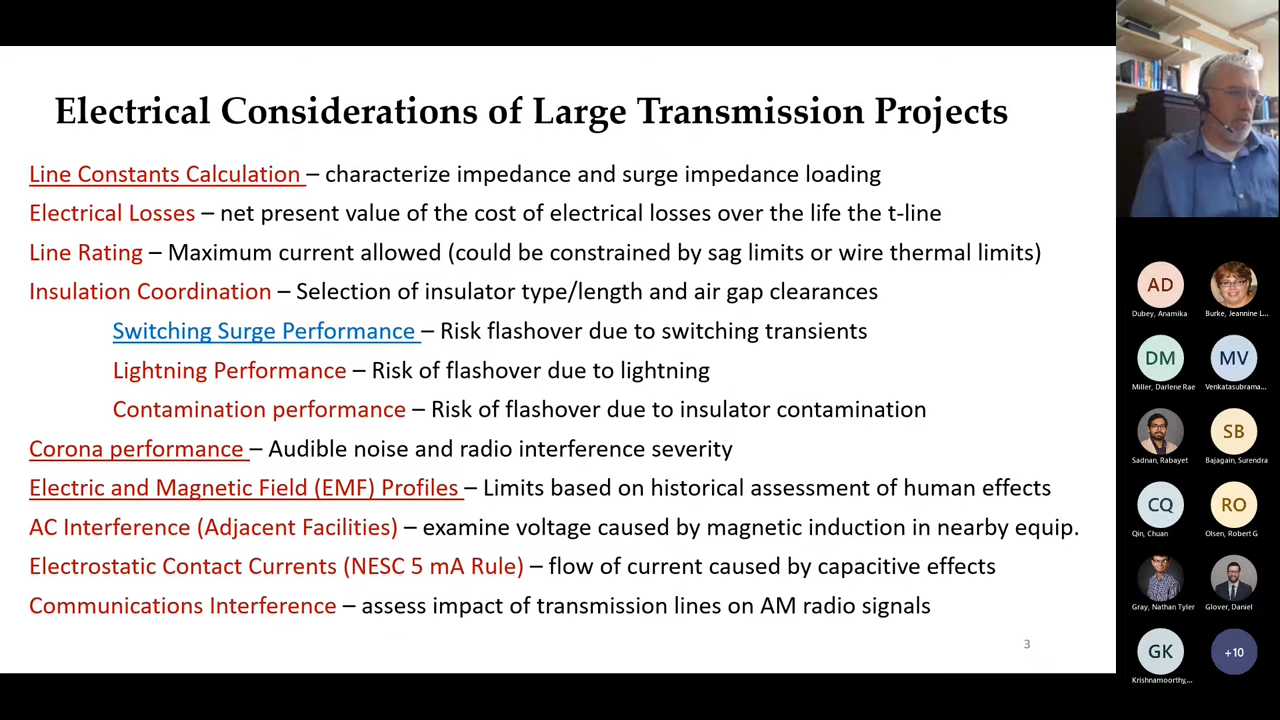 Electrical Considerations of Large Transmission Projects
Line Constants Calculation – characterize impedance and surge impedance loading
Electrical Losses – net present value of the cost of electrical losses over the life the t-line
Line Rating – Maximum current allowed (could be constrained by sag limits or wire thermal limits)
Insulation Coordination – Selection of insulator type/length and air gap clearances
Switching Surge Performance – Risk flashover due to switching transients
Lightning Performance – Risk of flashover due to lightning
Contamination performance – Risk of flashover due to insulator contamination
Corona performance – Audible noise and radio interference severity
Electric and Magnetic Field (EMF) Profiles – Limits based on historical assessment of human effects
AC Interference (Adjacent Facilities) – examine voltage caused by magnetic induction in nearby equip.
Electrostatic Contact Currents (NESC 5 mA Rule) – flow of current caused by capacitive effects
Communications Interference – assess impact of transmission lines on AM radio signals
3
AD
Dubey, Anamika
Burke, Jeannine L...
DM
MV
Miller, Darlene Rae
Venkatasubrama...
SB
Sadnan, Rabayet
Bajagain, Surendra
CQ
RO
Qin, Chuan
Olsen, Robert G
Gray, Nathan Tyler
Glover, Daniel
GK
+10
Krishnamoorthy,...